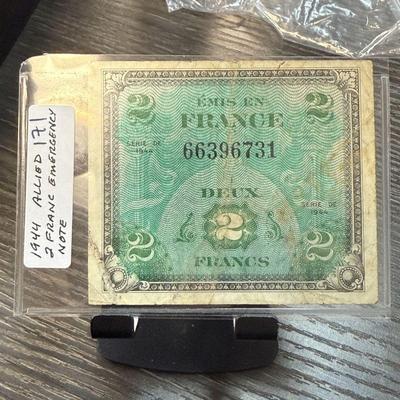 1944 ALLIED 171
2 FRANC EMERGENCY
NOTE
2 2
ÉMIS EN
FRANCE
SÉRIE DE
1944
66396731
DEUX
SÉRIE DE
1944
2 2 2
FRANCS